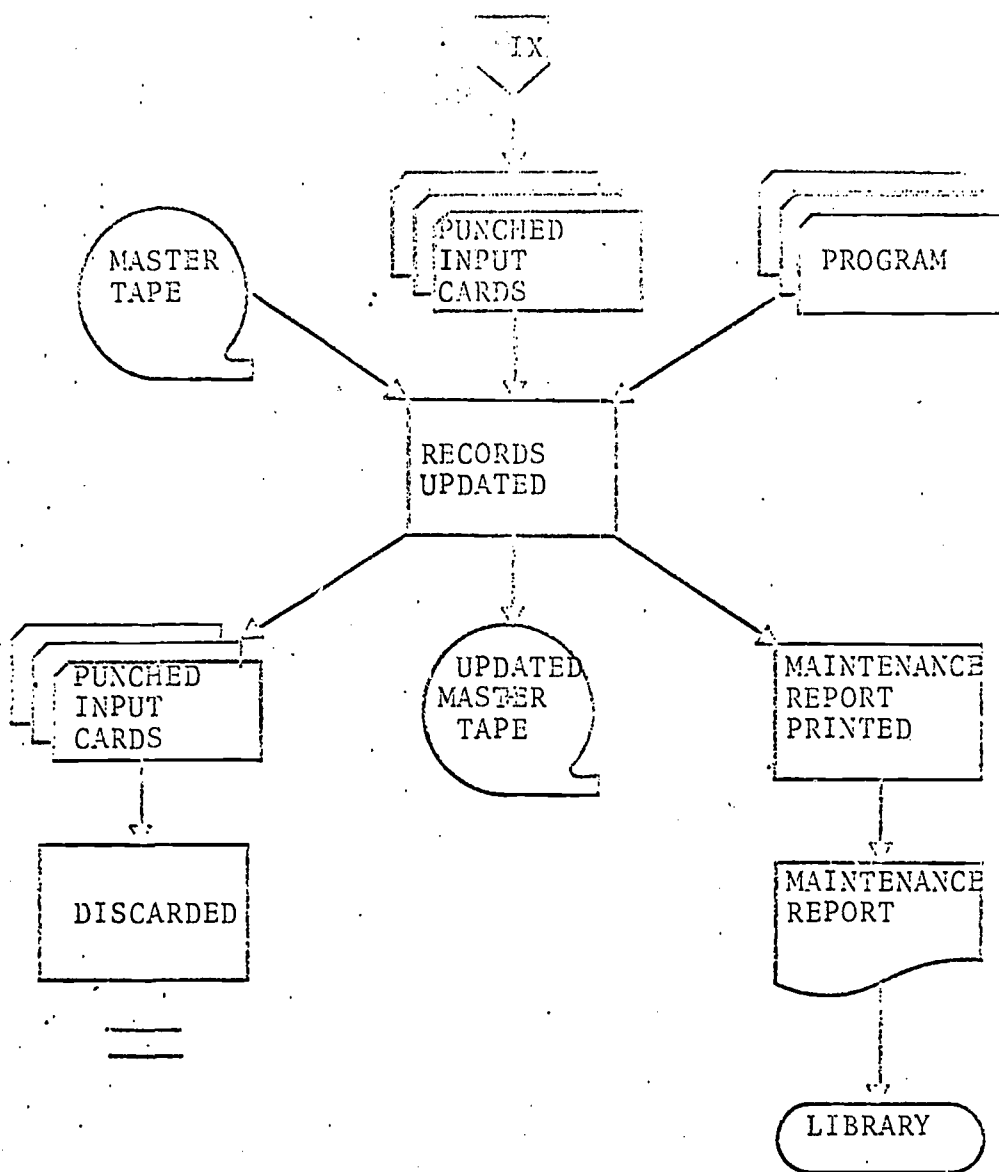 IX
MASTER
TAPE
PUNCHED
INPUT
CARDS
PROGRAM
RECORDS
UPDATED
PUNCHED
INPUT
CARDS
UPDATED
MASTER
TAPE
MAINTENANCE
REPORT
PRINTED
DISCARDED
MAINTENANCE
REPORT
LIBRARY